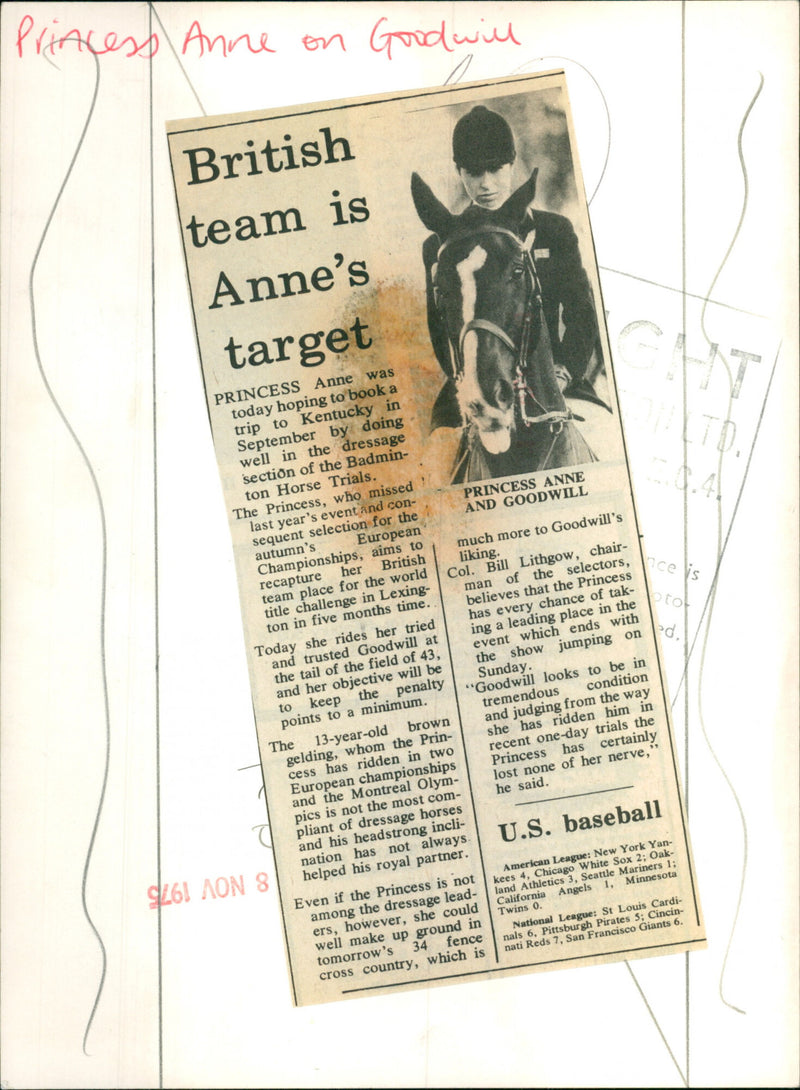 Princess Anne on Goodwill
British
team is
Anne's
target
PRINCESS Anne was
today hoping to book a
trip to Kentucky in
September by doing
well in the dressage
section of the Badmin-
ton Horse Trials.
The Princess, who missed
last year's event and con-
sequent selection for the
autumn's European
Championships, aims to
recapture her British
team place for the world
title challenge in Lexing-
ton in five months time.
Today she rides her tried
and trusted Goodwill at
the tail of the field of 43,
and her objective will be
to keep the penalty
points to a minimum.
The 13-year-old brown
gelding, whom the Prin-
cess has ridden in two
European championships
and the Montreal Olym-
pics is not the most com-
pliant of dressage horses
and his headstrong incli-
nation has not always
helped his royal partner.
Even if the Princess is not
among the dressage lead-
ers, however, she could
well make up ground in
tomorrow's 34 fence
cross country, which is
PRINCESS ANNE
AND GOODWILL
much more to Goodwill's
liking.
Col. Bill Lithgow, chair-
man of the selectors,
believes that the Princess
has every chance of tak-
ing a leading place in the
event which ends with
the show jumping on
Sunday.
"Goodwill looks to be in
tremendous condition
and judging from the way
she has ridden him in
recent one-day trials the
Princess has certainly
lost none of her nerve,"
he said.
U.S. baseball
American League: New York Yan-
kees 4, Chicago White Sox 2; Oak-
land Athletics 3, Seattle Mariners 1;
California Angels 1, Minnesota
Twins 0.
National League: St Louis Cardi-
nals 6, Pittsburgh Pirates 5; Cincin-
nati Reds 7, San Francisco Giants 6.
8 NOV 1975
LTD.
E.C.4.
is